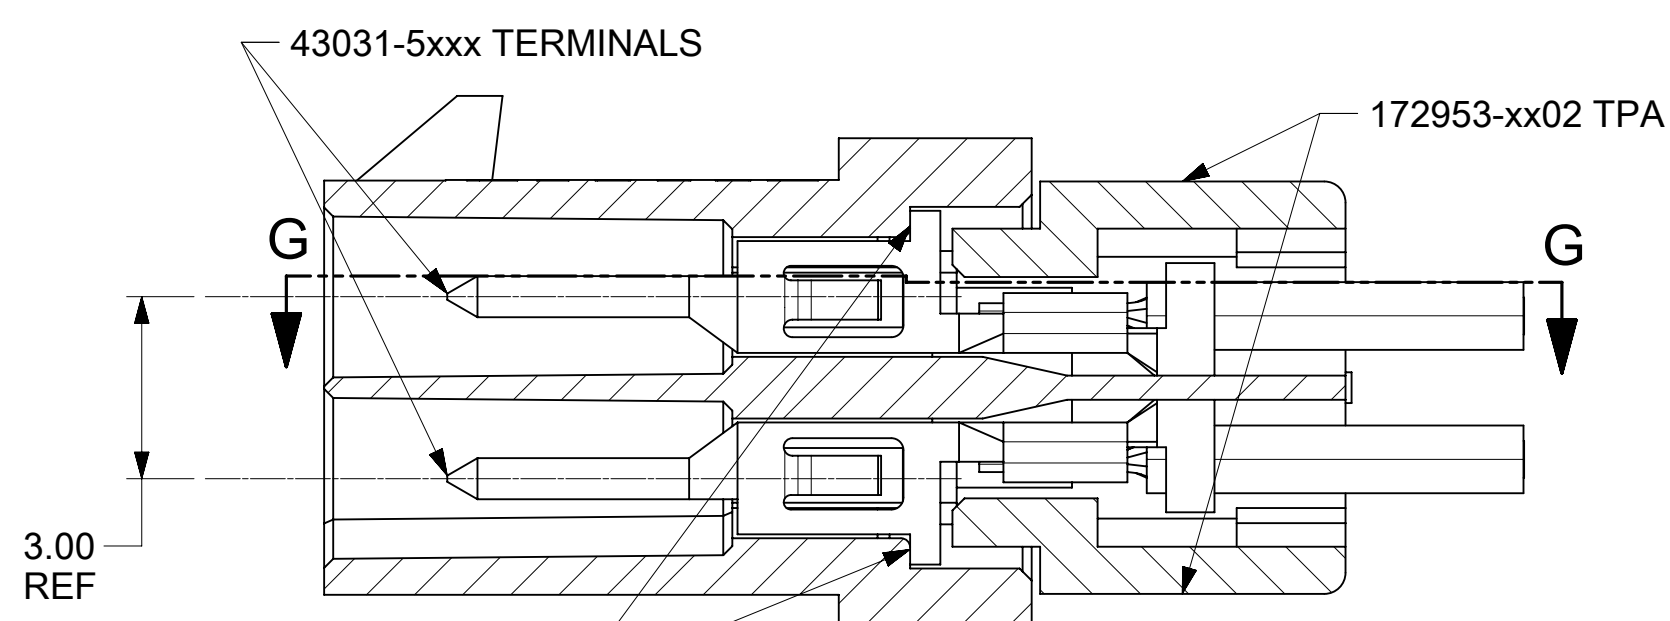 43031-5xxx TERMINALS
172953-xx02 TPA
G
G
3.00
REF